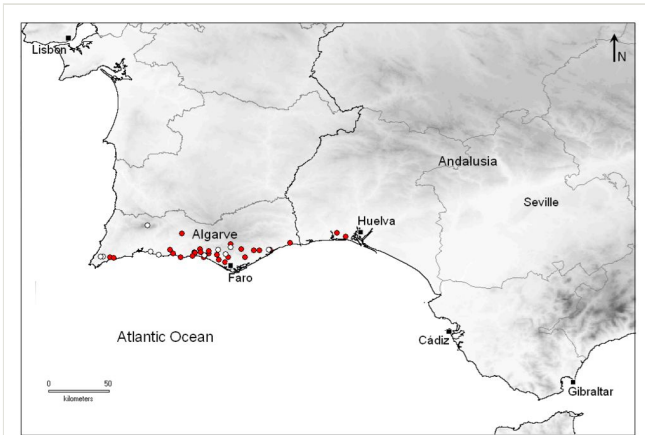 Lisbon
N
Andalusia
Seville
Huelva
Algarve
Faro
Atlantic Ocean
Cádiz
0 50
kilometers
Gibraltar